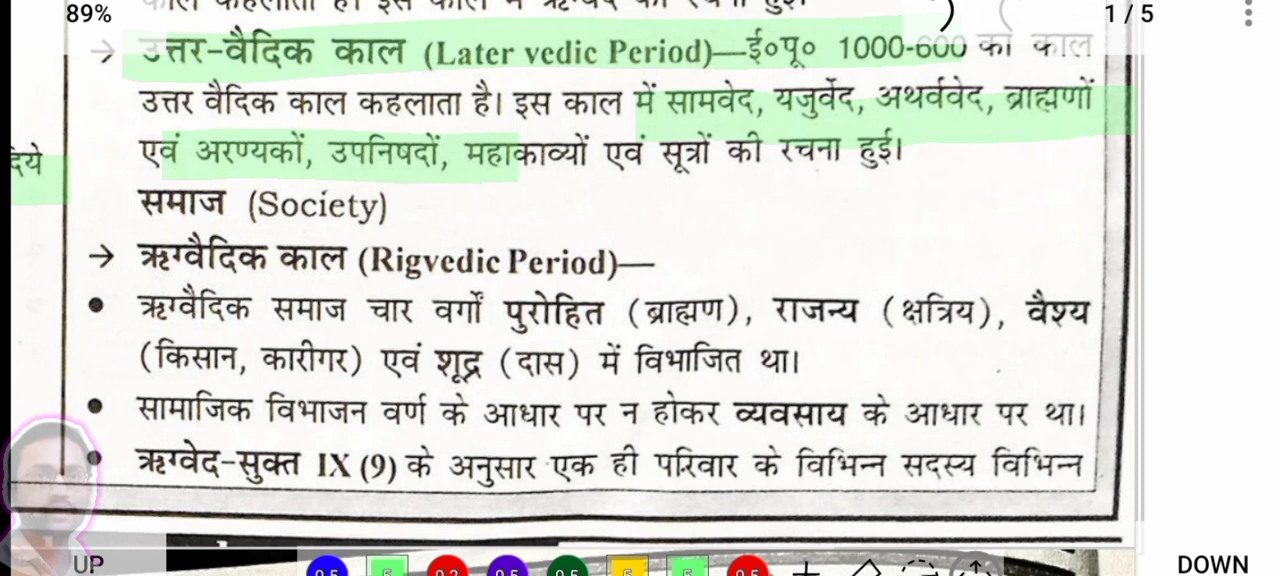 89%
1 / 5
→ उत्तर-वैदिक काल (Later vedic Period)—ई०पू० 1000-600 का काल
उत्तर वैदिक काल कहलाता है। इस काल में सामवेद, यजुर्वेद, अथर्ववेद, ब्राह्मणों
एवं अरण्यकों, उपनिषदों, महाकाव्यों एवं सूत्रों की रचना हुई।
दिये
समाज (Society)
→ ऋग्वैदिक काल (Rigvedic Period)—
• ऋग्वैदिक समाज चार वर्गों पुरोहित (ब्राह्मण), राजन्य (क्षत्रिय), वैश्य
(किसान, कारीगर) एवं शूद्र (दास) में विभाजित था।
• सामाजिक विभाजन वर्ण के आधार पर न होकर व्यवसाय के आधार पर था।
• ऋग्वेद-सुक्त IX (9) के अनुसार एक ही परिवार के विभिन्न सदस्य विभिन्न
UP
DOWN